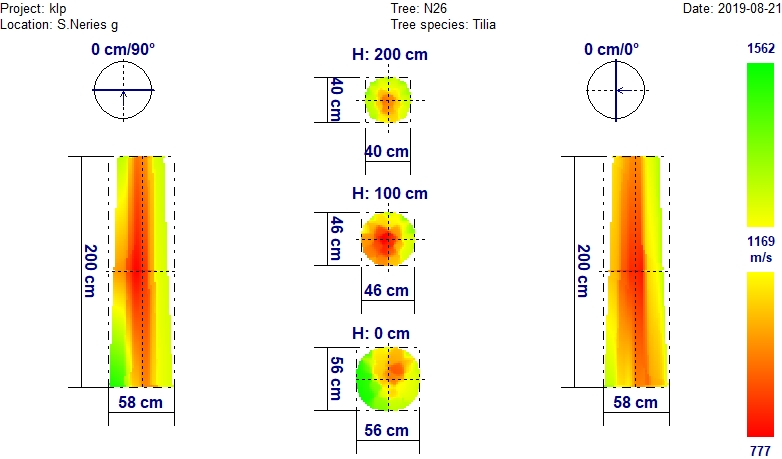 Project: klp Tree: N26 Date: 2019-08-21
Location: S.Neries g Tree species: Tilia
0 cm/90° 0 cm/0° 1562
H: 200 cm
40 cm
40 cm
H: 100 cm
46 cm
200 cm 200 cm
1169
m/s
46 cm
H: 0 cm
56 cm
58 cm 58 cm
56 cm
777